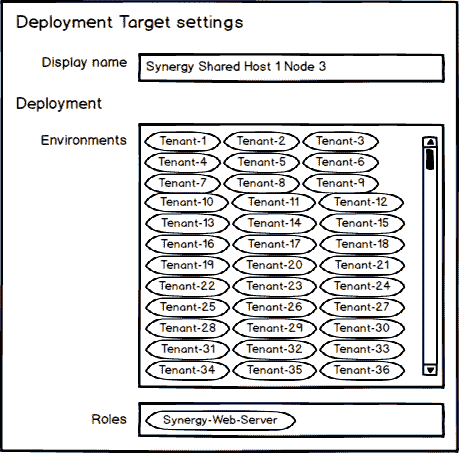 Deployment Target settings
Display name Synergy Shared Host 1 Node 3
Deployment
Environments Tenant-1 Tenant-2 Tenant-3
Tenant-4 Tenant-5 Tenant-6
Tenant-7 Tenant-8 Tenant-9
Tenant-10 Tenant-11 Tenant-12
Tenant-13 Tenant-14 Tenant-15
Tenant-16 Tenant-17 Tenant-18
Tenant-19 Tenant-20 Tenant-21
Tenant-22 Tenant-23 Tenant-24
Tenant-25 Tenant-26 Tenant-27
Tenant-28 Tenant-29 Tenant-30
Tenant-31 Tenant-32 Tenant-33
Tenant-34 Tenant-35 Tenant-36
Roles Synergy-Web-Server